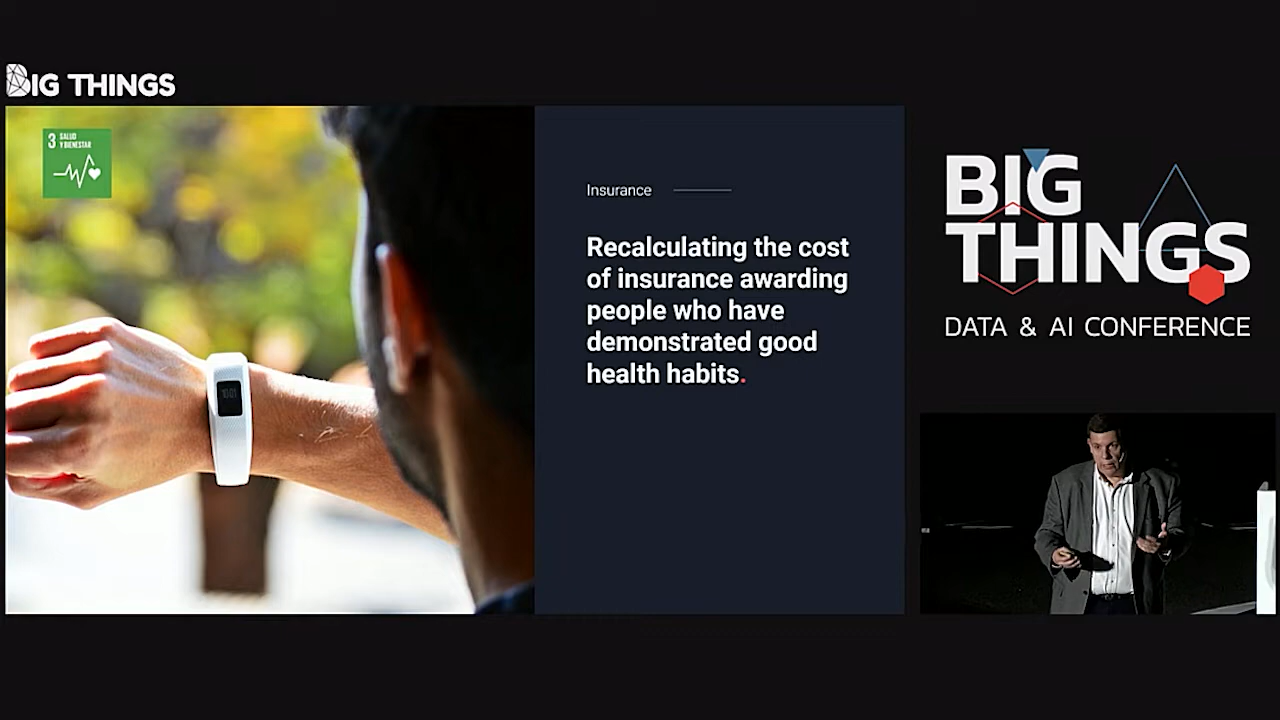 BIG THINGS
3 SALUD
Y BIENESTAR
Insurance
Recalculating the cost
of insurance awarding
people who have
demonstrated good
health habits.
BIG
THINGS
DATA & AI CONFERENCE